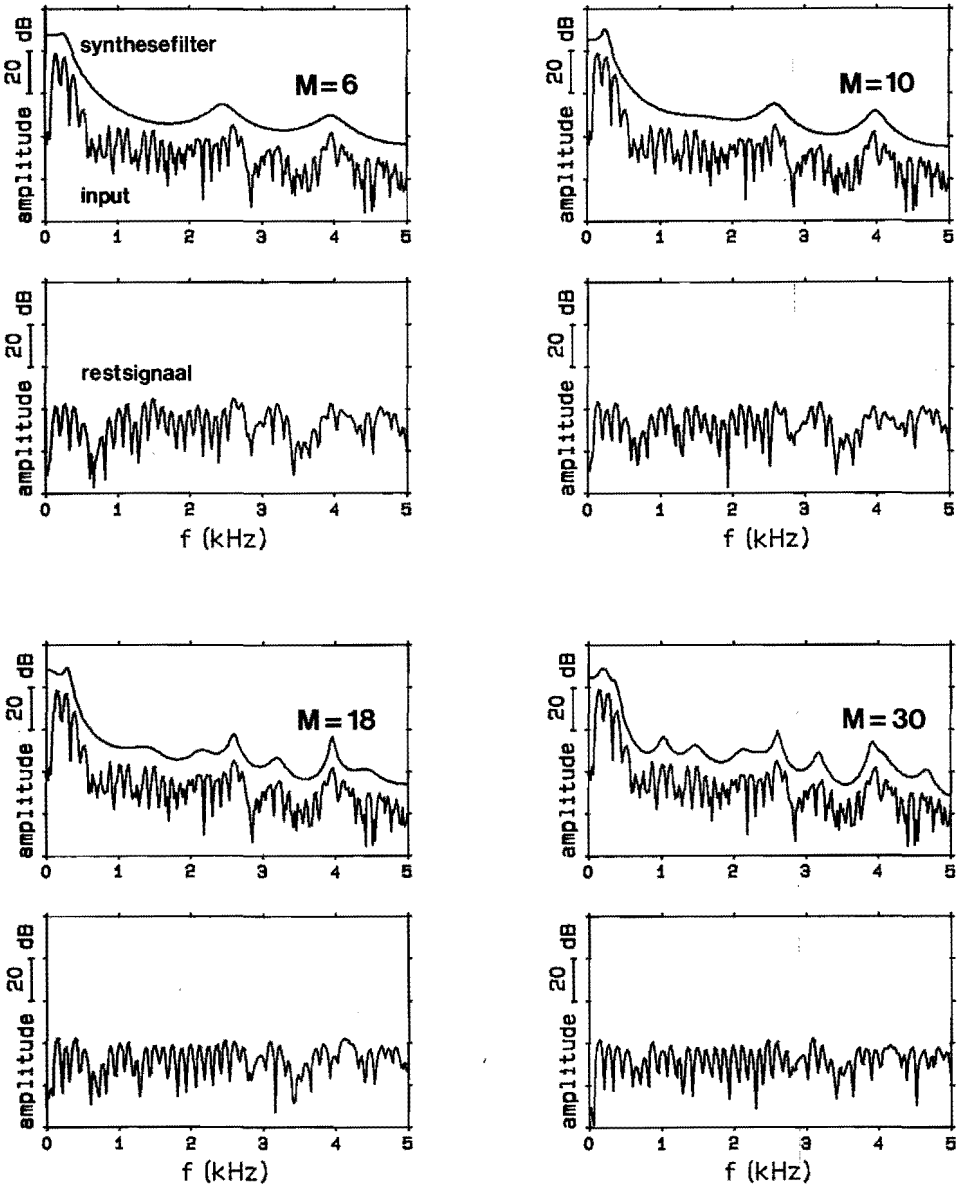 amplitude 20 dB
synthesefilter
M=6
input
0 1 2 3 4 5
amplitude 20 dB
M=10
0 1 2 3 4 5
amplitude 20 dB
restsignaal
0 1 2 3 4 5
f (kHz)
amplitude 20 dB
0 1 2 3 4 5
f (kHz)
amplitude 20 dB
M=18
0 1 2 3 4 5
amplitude 20 dB
M=30
0 1 2 3 4 5
amplitude 20 dB
0 1 2 3 4 5
f (kHz)
amplitude 20 dB
0 1 2 3 4 5
f (kHz)